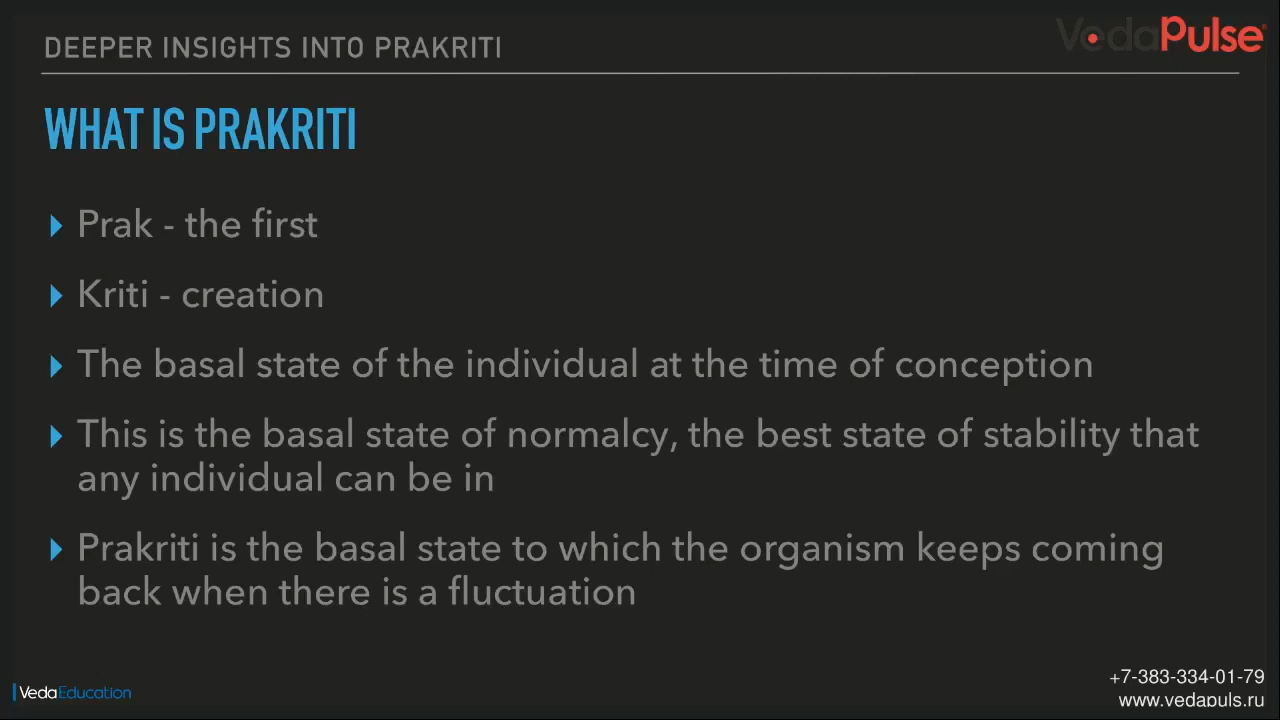 DEEPER INSIGHTS INTO PRAKRITI
VedaPulse®
WHAT IS PRAKRITI
Prak - the first
Kriti - creation
The basal state of the individual at the time of conception
This is the basal state of normalcy, the best state of stability that
any individual can be in
Prakriti is the basal state to which the organism keeps coming
back when there is a fluctuation
VedaEducation
+7-383-334-01-79
www.vedapuls.ru